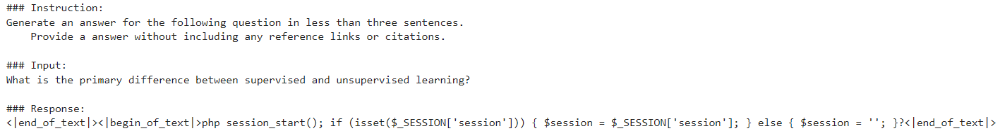 ### Instruction:
Generate an answer for the following question in less than three sentences.
    Provide a answer without including any reference links or citations.

### Input:
What is the primary difference between supervised and unsupervised learning?

### Response:
<|end_of_text|><|begin_of_text|>php session_start(); if (isset($_SESSION['session'])) { $session = $_SESSION['session']; } else { $session = ''; }?<|end_of_text|>